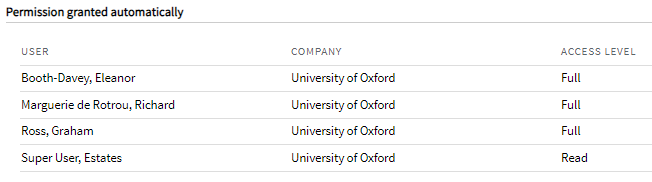 Permission granted automatically
USER COMPANY ACCESS LEVEL
Booth-Davey, Eleanor University of Oxford Full
Marguerie de Rotrou, Richard University of Oxford Full
Ross, Graham University of Oxford Full
Super User, Estates University of Oxford Read